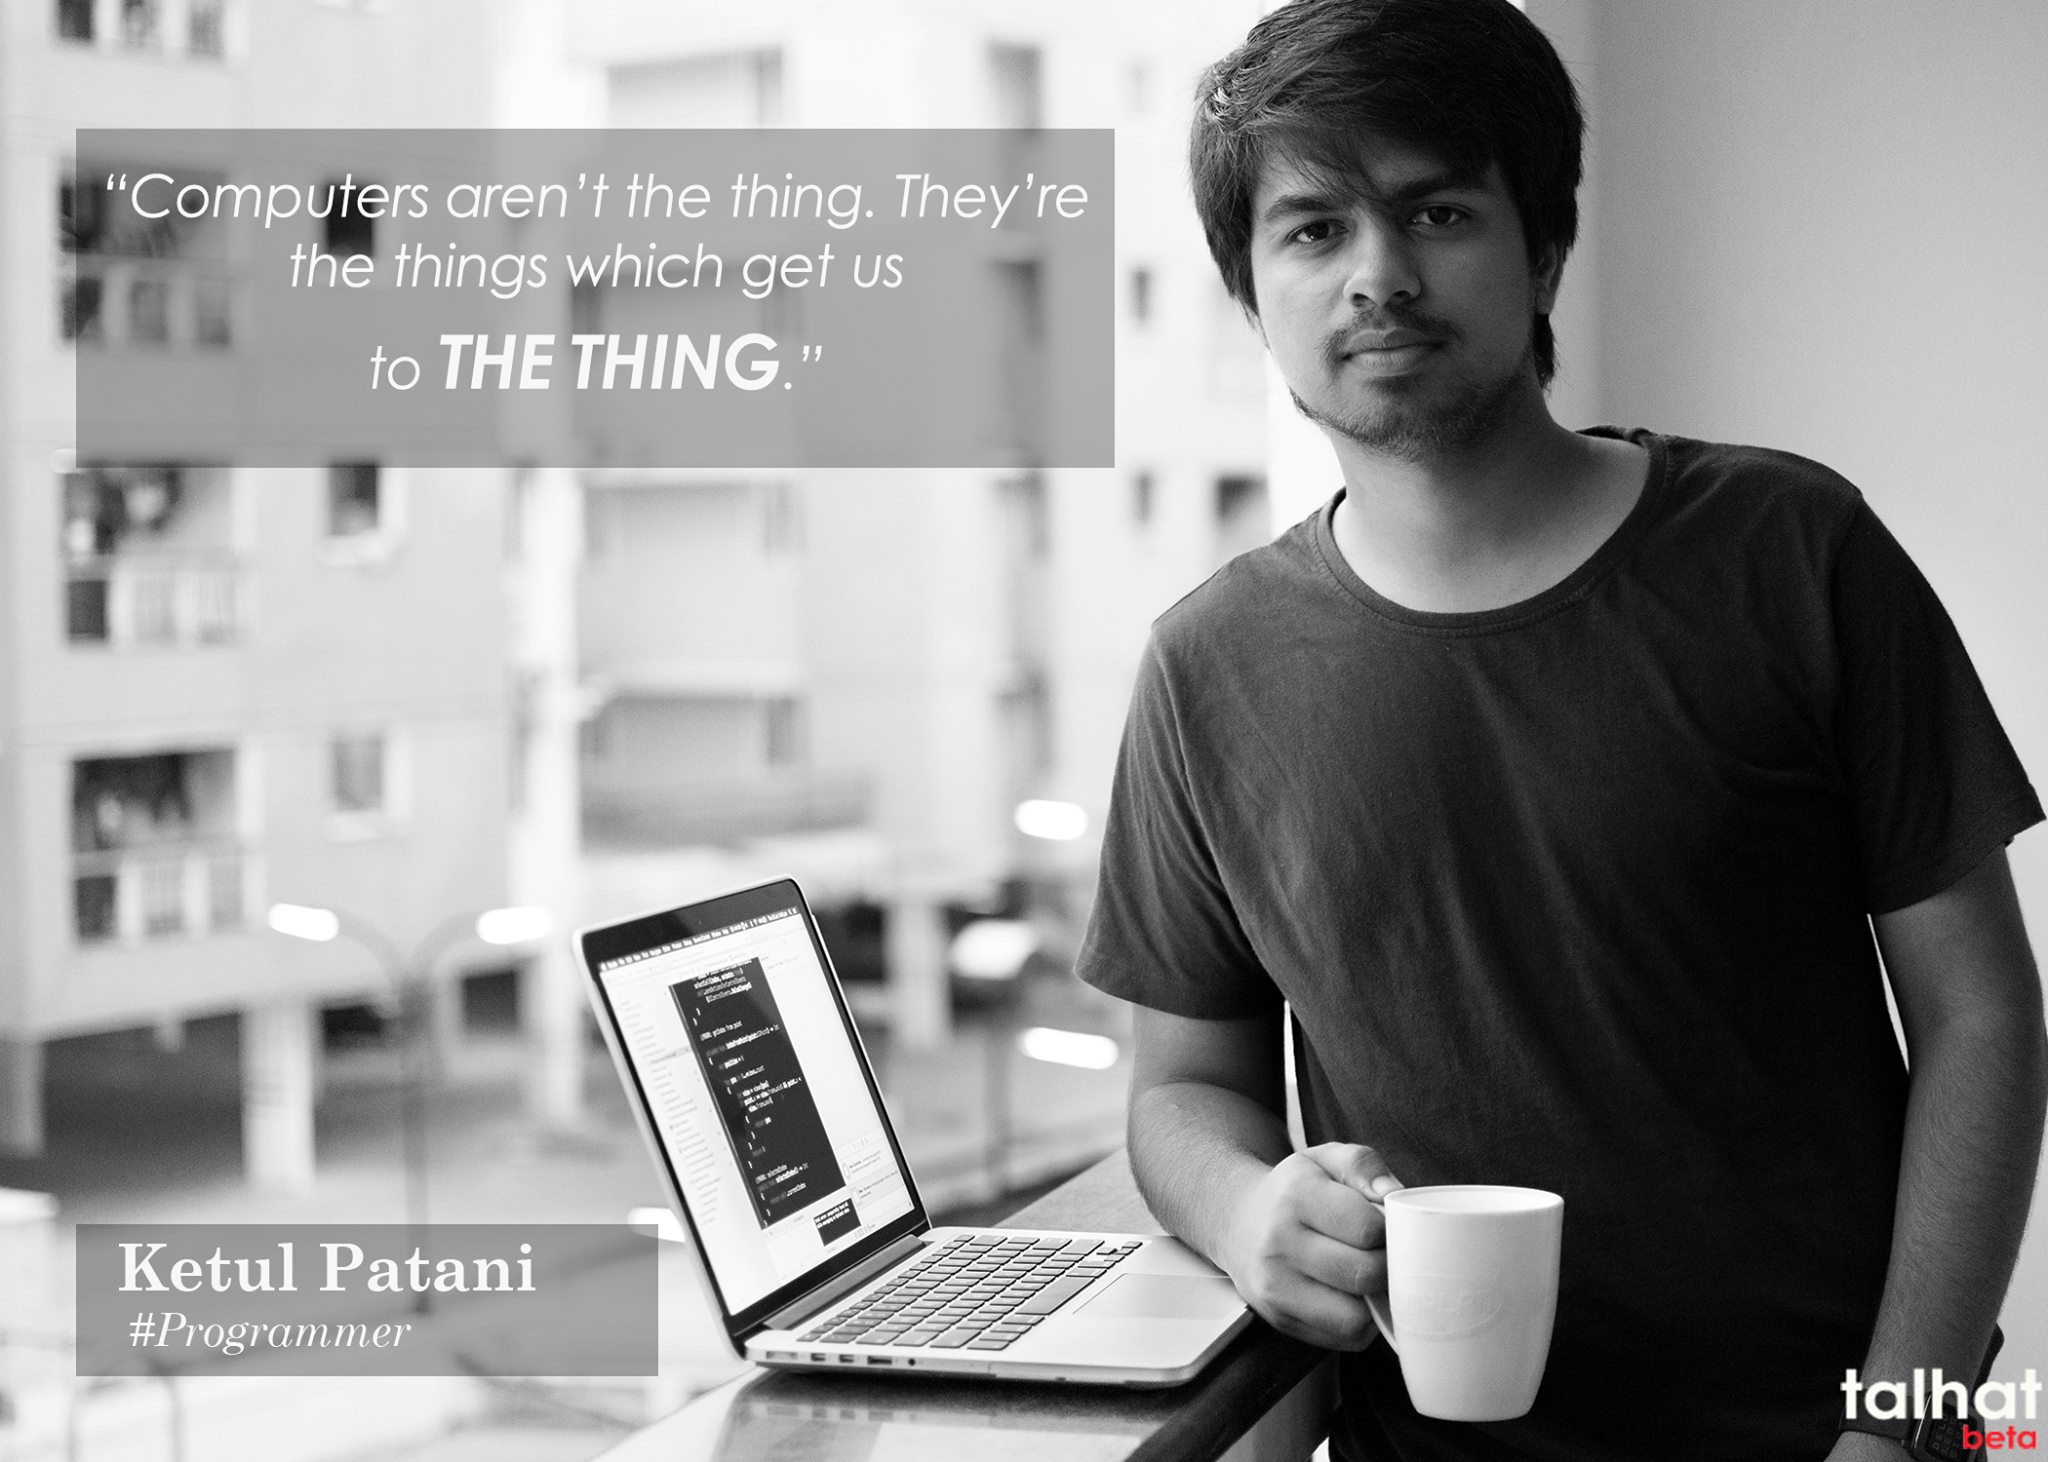 “Computers aren’t the thing. They’re
the things which get us
to THE THING.”
Ketul Patani
#Programmer
talhat
beta